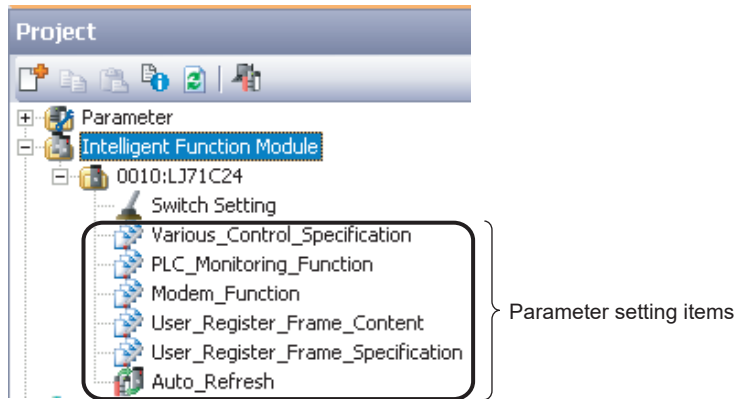 Project
Parameter
Intelligent Function Module
0010:LJ71C24
Switch Setting
Various_Control_Specification
PLC_Monitoring_Function
Modem_Function
User_Register_Frame_Content
User_Register_Frame_Specification
Auto_Refresh
Parameter setting items